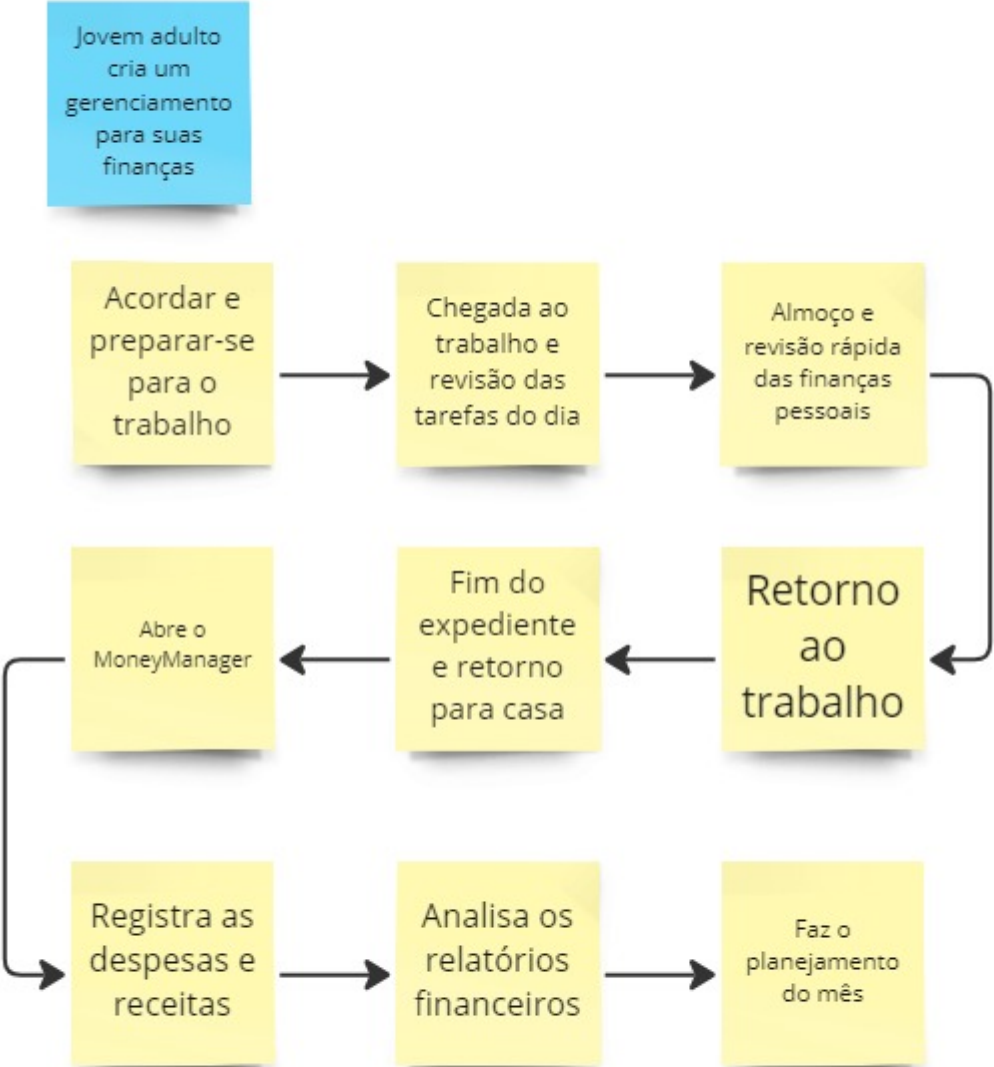 Jovem adulto
cria um
gerenciamento
para suas
finanças
Acordar e
preparar-se
para o
trabalho
Chegada ao
trabalho e
revisão das
tarefas do dia
Almoço e
revisão rápida
das finanças
pessoais
Retorno
ao
trabalho
Fim do
expediente
e retorno
para casa
Abre o
MoneyManager
Registra as
despesas e
receitas
Analisa os
relatórios
financeiros
Faz o
planejamento
do mês